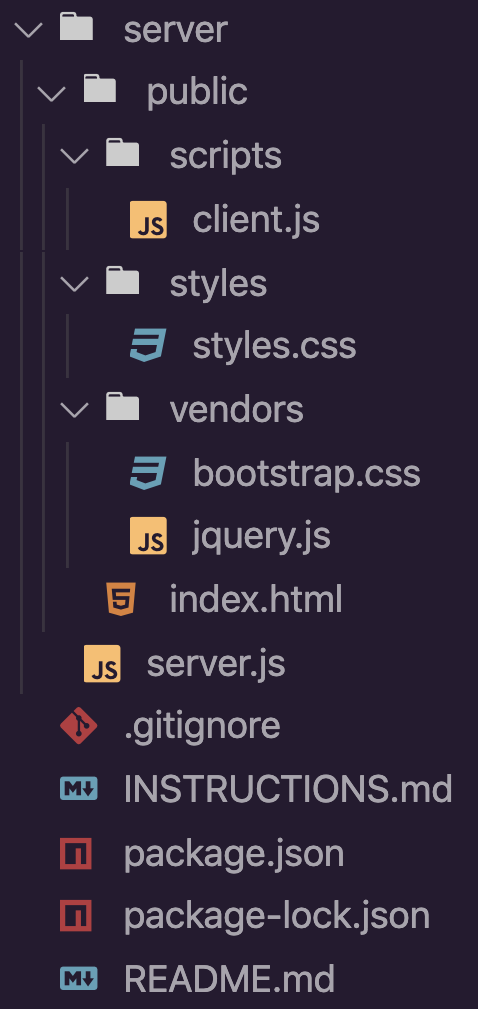 server
public
scripts
JS client.js
styles
styles.css
vendors
bootstrap.css
JS jquery.js
5 index.html
JS server.js
.gitignore
M INSTRUCTIONS.md
package.json
package-lock.json
M README.md